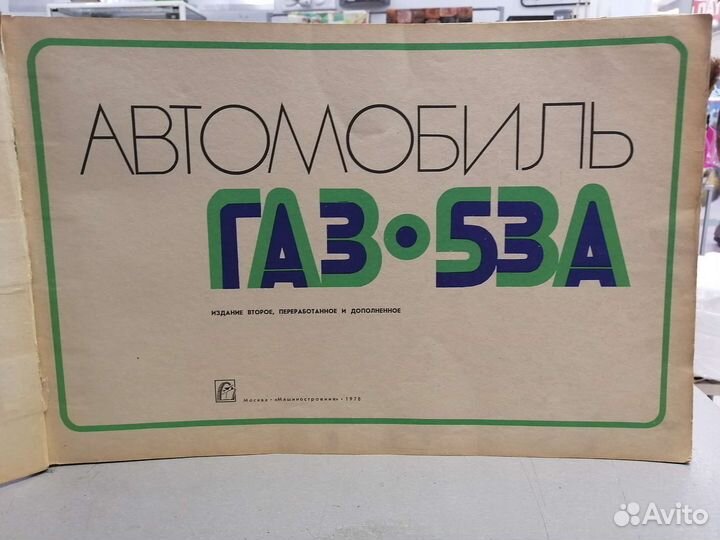 АВТОМОБИЛЬ
ГАЗ•53А
ИЗДАНИЕ ВТОРОЕ, ПЕРЕРАБОТАННОЕ И ДОПОЛНЕННОЕ
Москва • «Машиностроение» • 1978
Avito